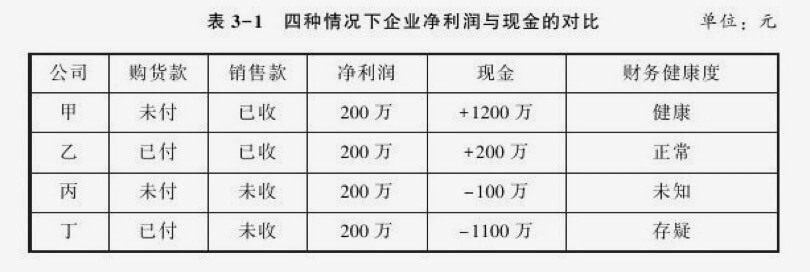 表 3-1 四种情况下企业净利润与现金的对比 单位：元
公司 购货款 销售款 净利润 现金 财务健康度
甲 未付 已收 200 万 +1200 万 健康
乙 已付 已收 200 万 +200 万 正常
丙 未付 未收 200 万 -100 万 未知
丁 已付 未收 200 万 -1100 万 存疑